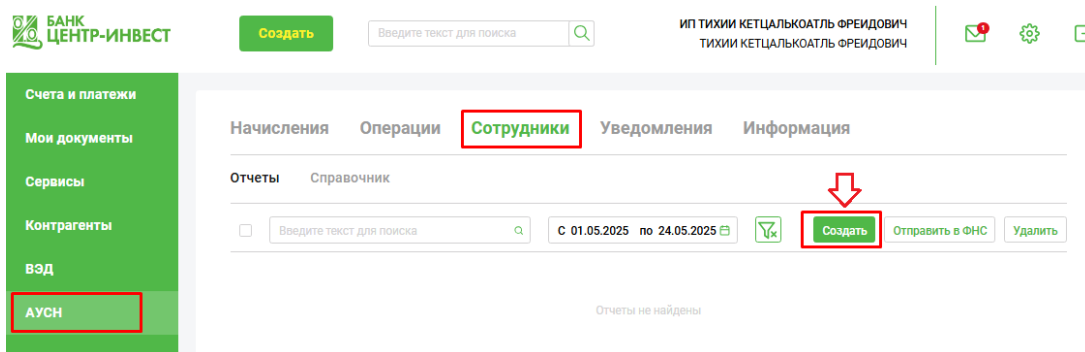 БАНК
ЦЕНТР-ИНВЕСТ
Создать
Введите текст для поиска
ИП ТИХИИ КЕТЦАЛЬКОАТЛЬ ФРЕИДОВИЧ
ТИХИИ КЕТЦАЛЬКОАТЛЬ ФРЕИДОВИЧ
1
Счета и платежи
Мои документы
Сервисы
Контрагенты
ВЭД
АУСН
Начисления Операции Сотрудники Уведомления Информация
Отчеты Справочник
Введите текст для поиска С 01.05.2025 по 24.05.2025 Создать Отправить в ФНС Удалить
Отчеты не найдены